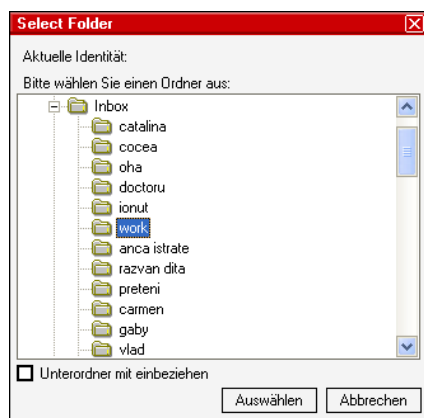 Select Folder
Aktuelle Identität:
Bitte wählen Sie einen Ordner aus:
Inbox
catalina
cocea
oha
doctoru
ionut
work
anca istrate
razvan dita
preteni
carmen
gaby
vlad
Unterordner mit einbeziehen
Auswählen Abbrechen